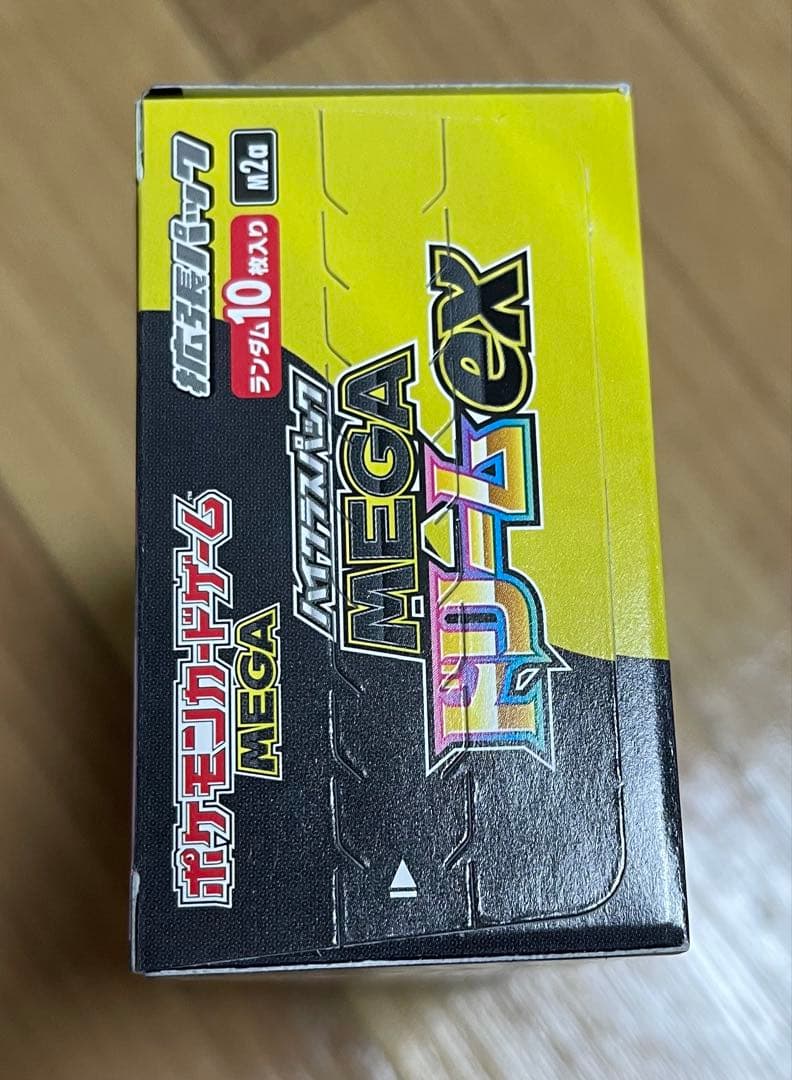 ポケモンカードゲーム™
MEGA
拡張パック
ランダム10枚入り
M2a
ハイクラスパック
MEGA
ドリームex